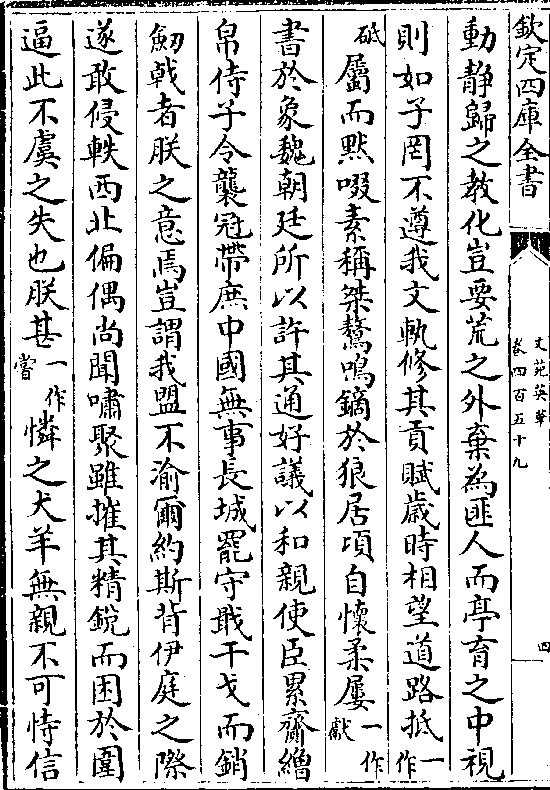 欽定四庫全書
文苑英華
卷四百五十九
四
動靜歸之教化豈要荒之外棄為匪人而亭育之中視
則如子罔不遵我文軌修其貢賦歲時相望道路抵一作
砥屬而默啜素稱桀驁鳴鏑於狼居項自懷柔屢一作獻
書於象魏朝廷所以許其通好議以和親使臣累齎繒
帛侍子令襲冠帶庶中國無事長城罷守戢干戈而銷
劒戟者朕之意焉豈謂我盟不渝爾約斯背伊庭之際
遂敢侵軼西北偏偶尚聞嘯聚雖摧其精銳而困於圍
逼此不虞之失也朕甚一作嘗憐之犬羊無親不可恃信